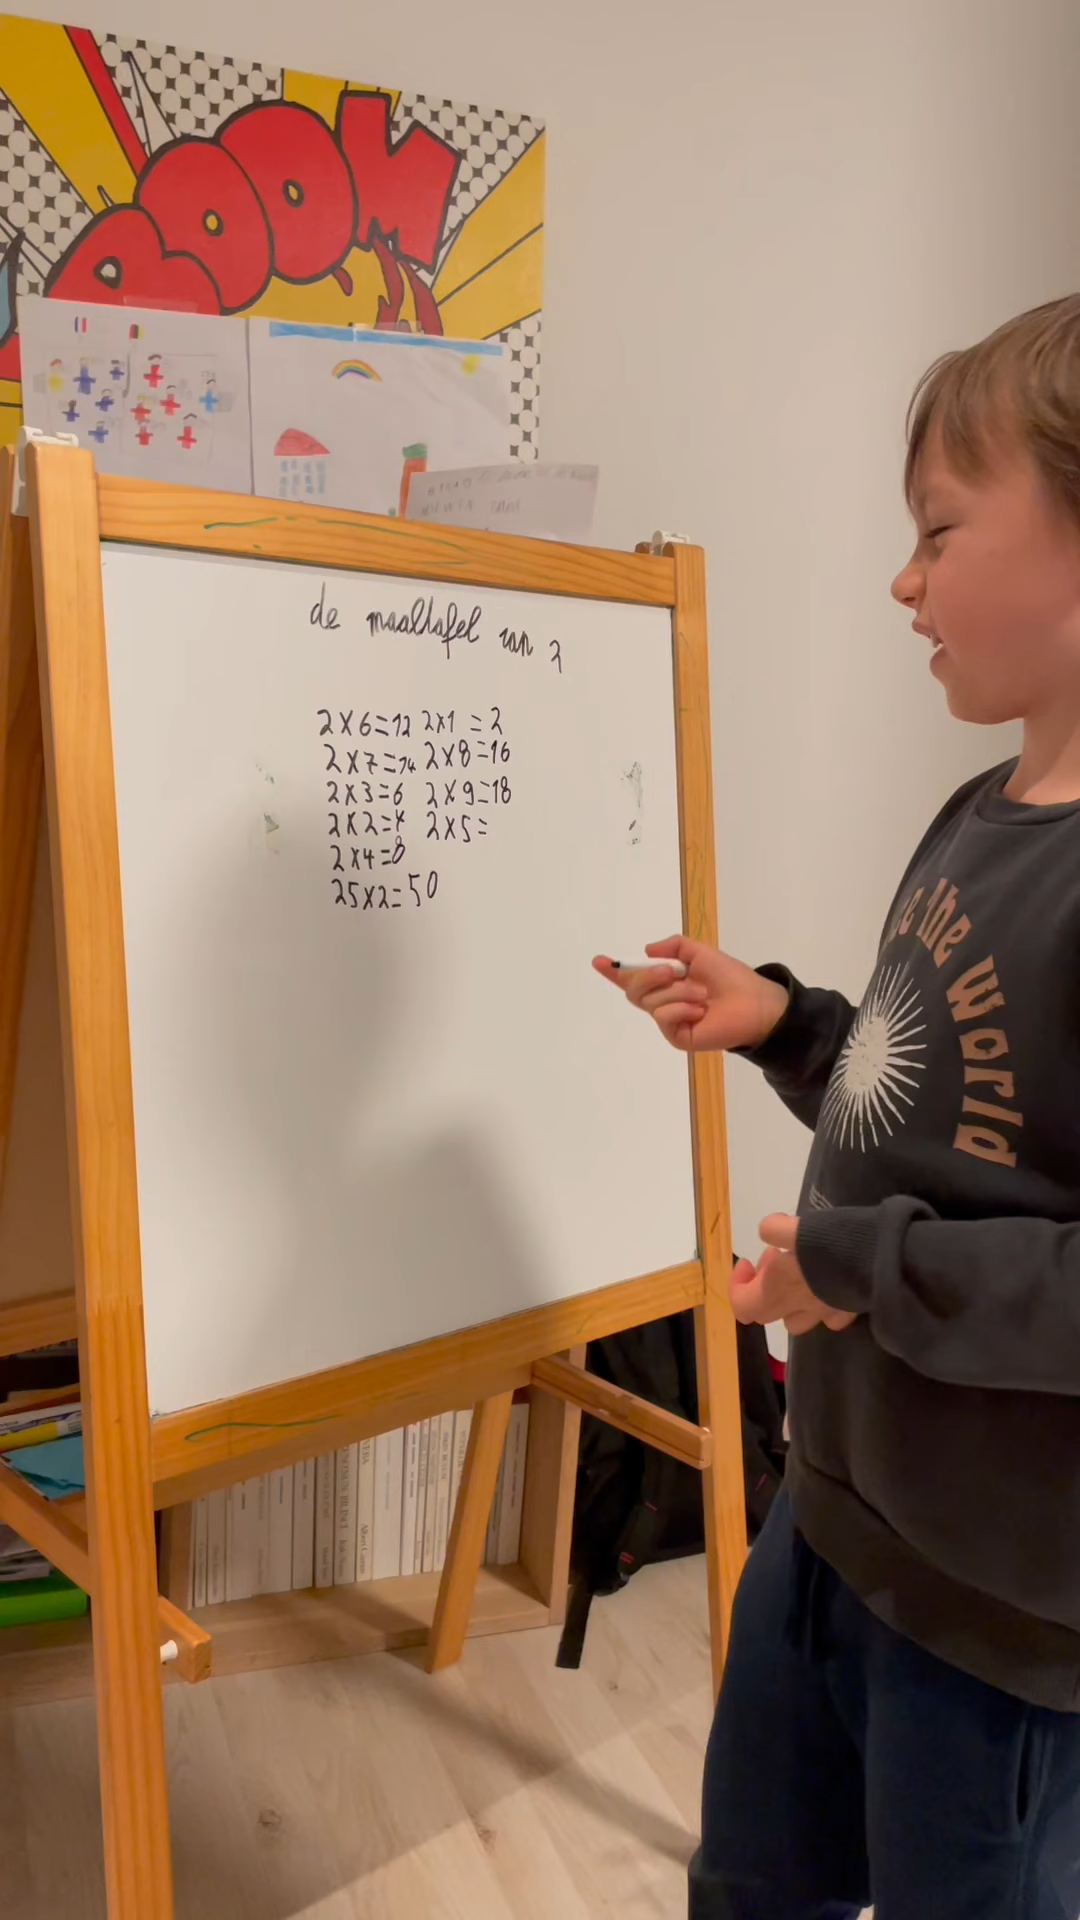 BOOM
de maaltafel van 2
2x6=12 2x1 =2
2x7=14 2x8=16
2x3=6 2x9=18
2x2=4 2x5=
2x4=8
25x2=50
the world